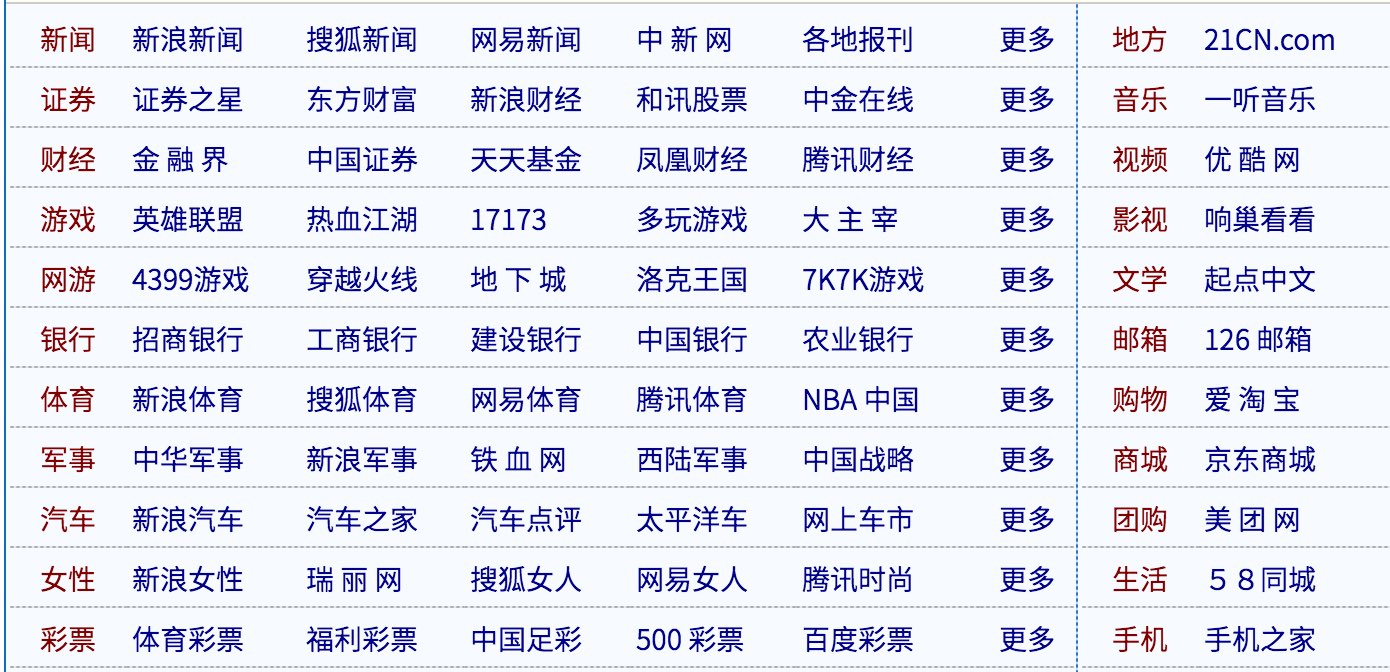 新闻 新浪新闻 搜狐新闻 网易新闻 中 新 网 各地报刊 更多 地方 21CN.com
证券 证券之星 东方财富 新浪财经 和讯股票 中金在线 更多 音乐 一听音乐
财经 金 融 界 中国证券 天天基金 凤凰财经 腾讯财经 更多 视频 优 酷 网
游戏 英雄联盟 热血江湖 17173 多玩游戏 大 主 宰 更多 影视 响巢看看
网游 4399游戏 穿越火线 地 下 城 洛克王国 7K7K游戏 更多 文学 起点中文
银行 招商银行 工商银行 建设银行 中国银行 农业银行 更多 邮箱 126 邮箱
体育 新浪体育 搜狐体育 网易体育 腾讯体育 NBA 中国 更多 购物 爱 淘 宝
军事 中华军事 新浪军事 铁 血 网 西陆军事 中国战略 更多 商城 京东商城
汽车 新浪汽车 汽车之家 汽车点评 太平洋车 网上车市 更多 团购 美 团 网
女性 新浪女性 瑞 丽 网 搜狐女人 网易女人 腾讯时尚 更多 生活 ５８同城
彩票 体育彩票 福利彩票 中国足彩 500 彩票 百度彩票 更多 手机 手机之家